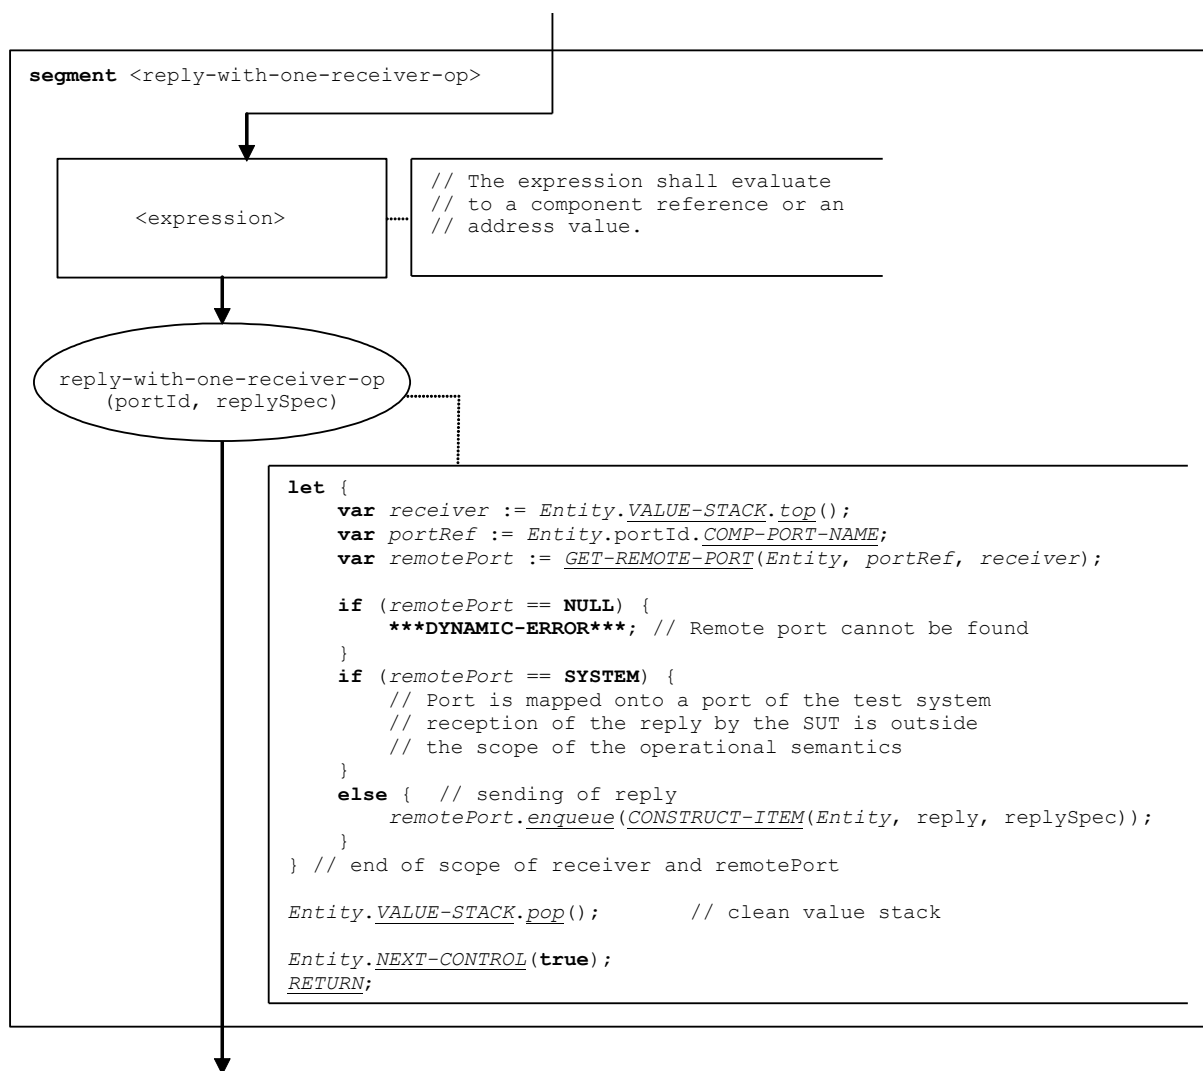 segment <reply-with-one-receiver-op>
<expression>
// The expression shall evaluate
// to a component reference or an
// address value.
reply-with-one-receiver-op
(portId, replySpec)
let {
    var receiver := Entity.VALUE-STACK.top();
    var portRef := Entity.portId.COMP-PORT-NAME;
    var remotePort := GET-REMOTE-PORT(Entity, portRef, receiver);
    if (remotePort == NULL) {
        ***DYNAMIC-ERROR***; // Remote port cannot be found
    }
    if (remotePort == SYSTEM) {
        // Port is mapped onto a port of the test system
        // reception of the reply by the SUT is outside
        // the scope of the operational semantics
    }
    else {  // sending of reply
        remotePort.enqueue(CONSTRUCT-ITEM(Entity, reply, replySpec));
    }
} // end of scope of receiver and remotePort
Entity.VALUE-STACK.pop();        // clean value stack
Entity.NEXT-CONTROL(true);
RETURN;